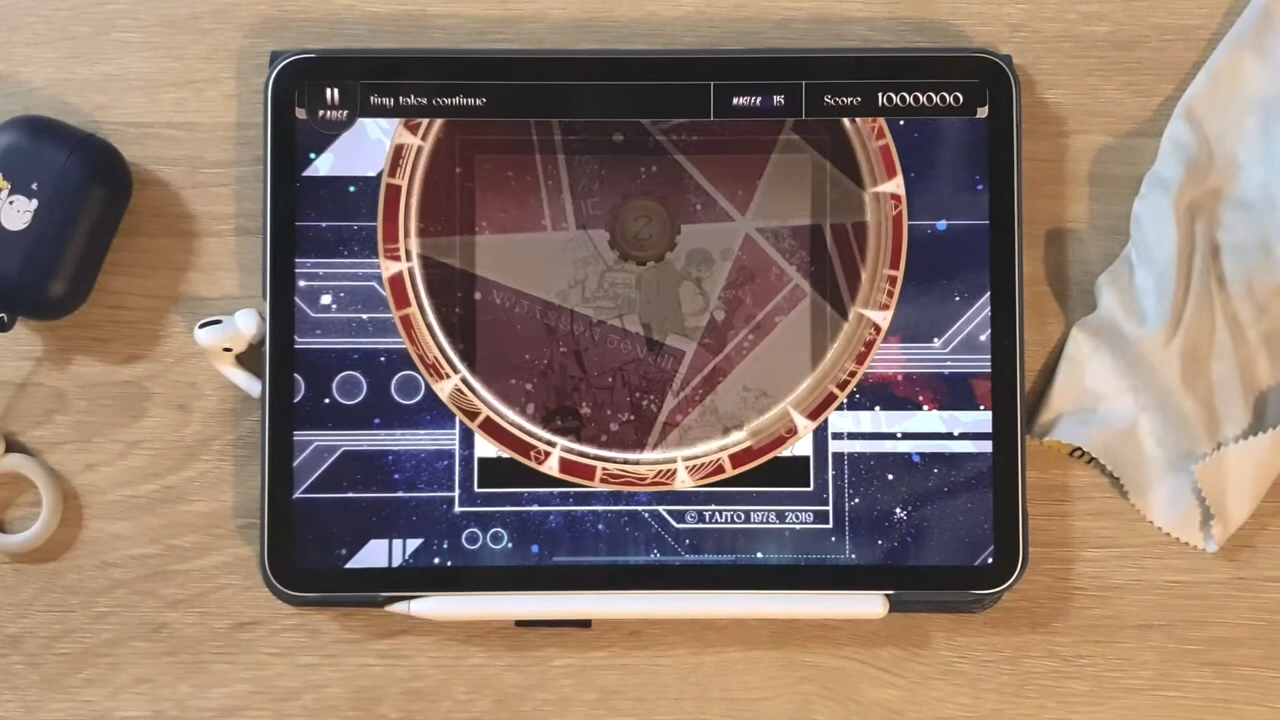 PAUSE
tiny tales continue
MASTER 15
Score 1000000
2
© TAITO 1978, 2019